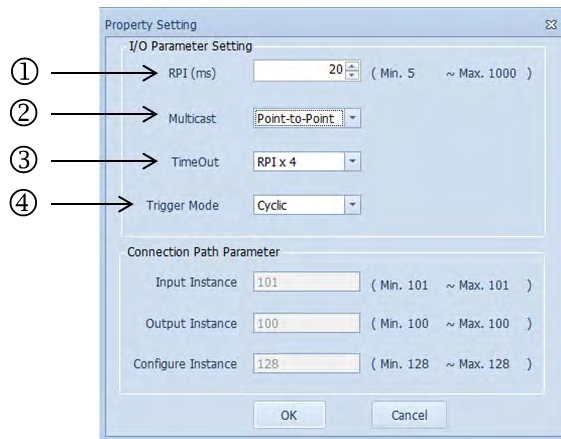 Property Setting
I/O Parameter Setting
① RPI (ms) 20 ( Min. 5 ~ Max. 1000 )
② Multicast Point-to-Point
③ TimeOut RPI x 4
④ Trigger Mode Cyclic
Connection Path Parameter
Input Instance 101 ( Min. 101 ~ Max. 101 )
Output Instance 100 ( Min. 100 ~ Max. 100 )
Configure Instance 128 ( Min. 128 ~ Max. 128 )
OK Cancel